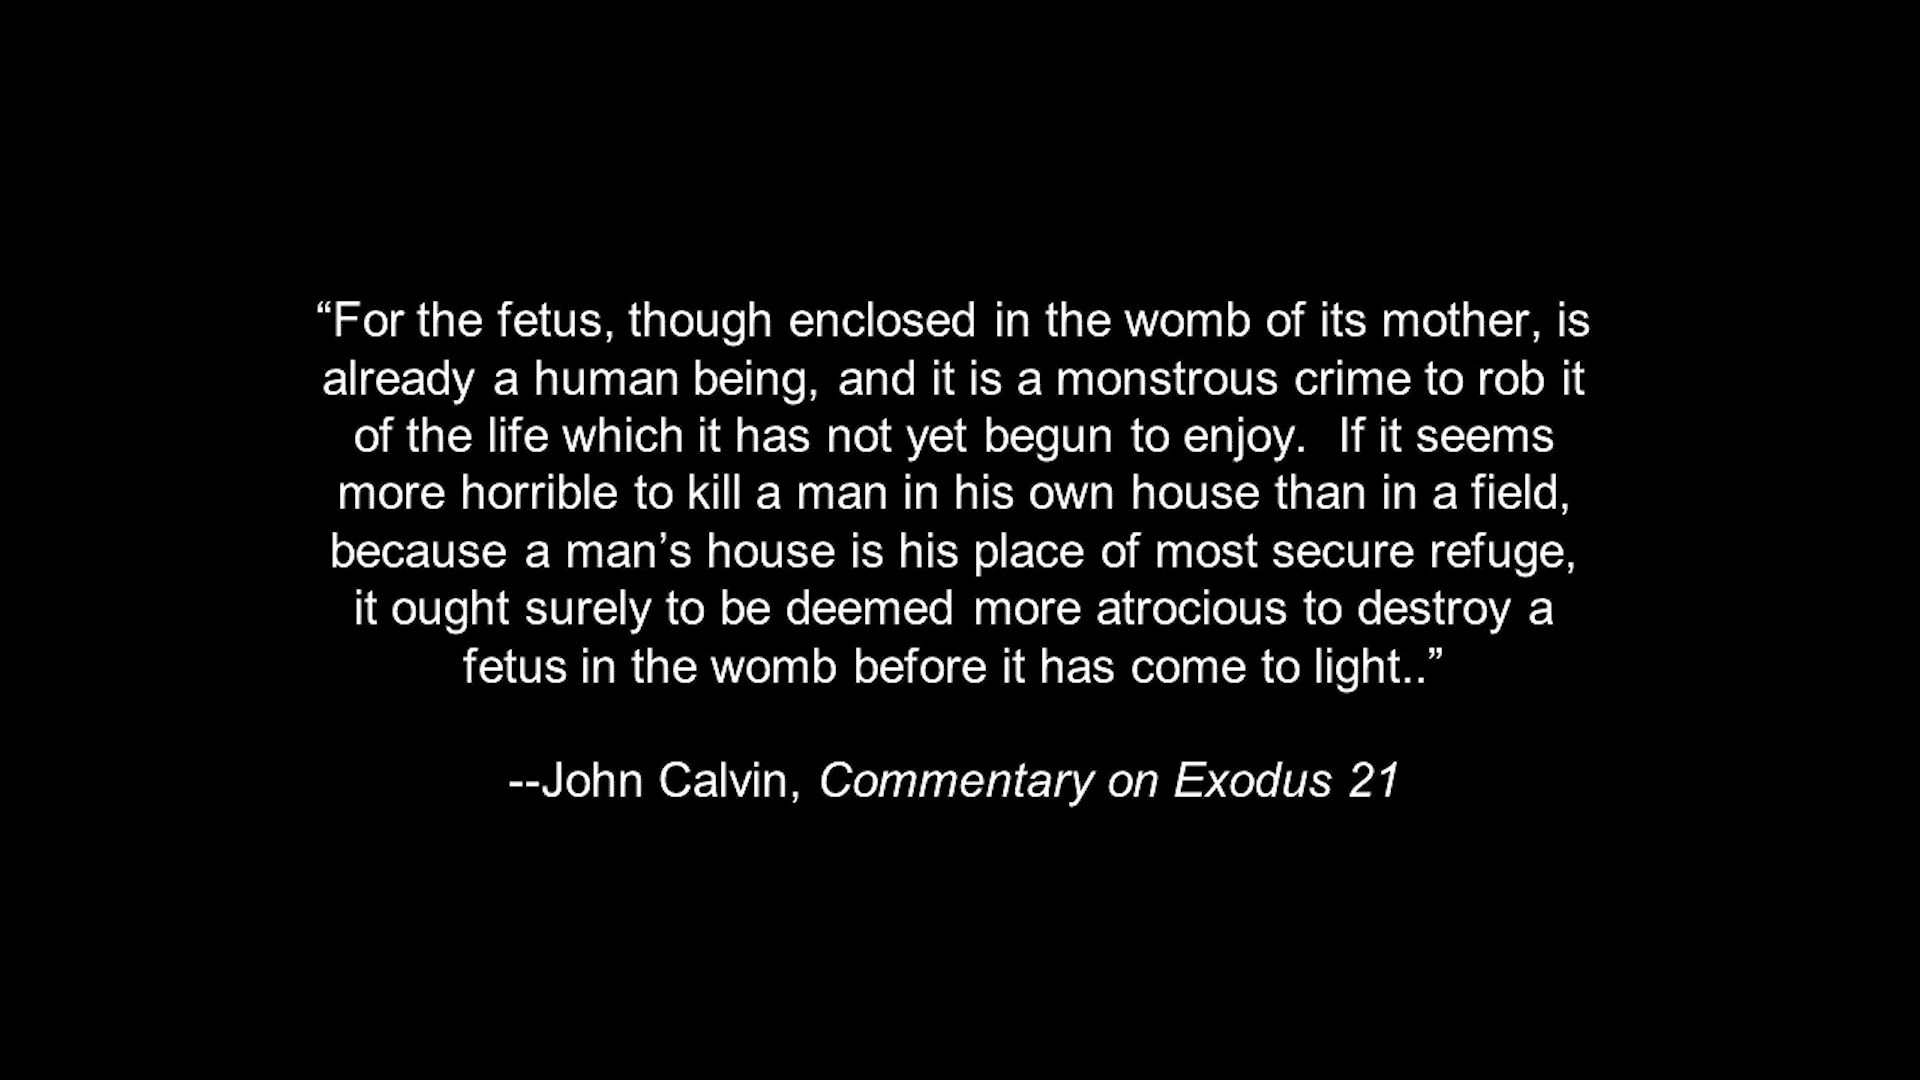 “For the fetus, though enclosed in the womb of its mother, is
already a human being, and it is a monstrous crime to rob it
of the life which it has not yet begun to enjoy.  If it seems
more horrible to kill a man in his own house than in a field,
because a man’s house is his place of most secure refuge,
it ought surely to be deemed more atrocious to destroy a
fetus in the womb before it has come to light..”
--John Calvin, Commentary on Exodus 21